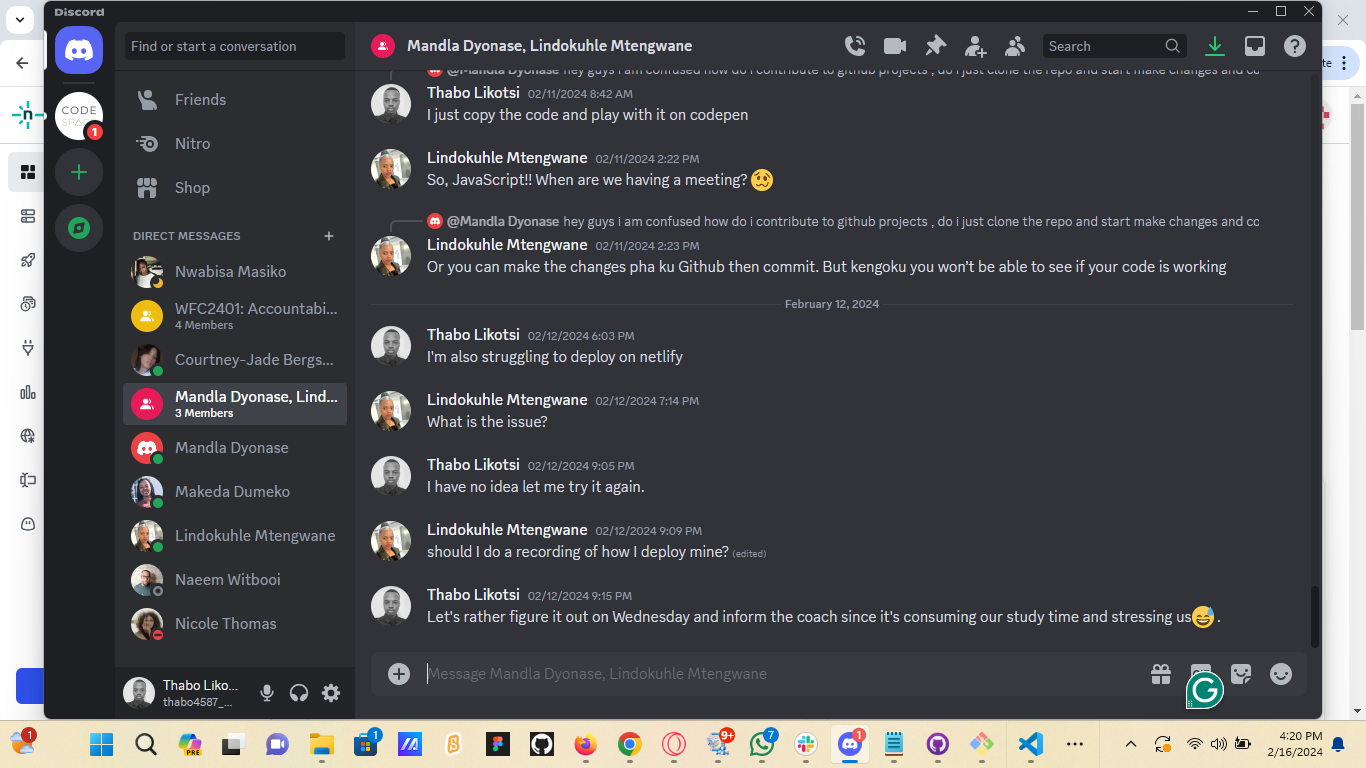 Discord
Find or start a conversation
Mandla Dyonase, Lindokuhle Mtengwane
Search
CODE
SPACE
1
Friends
Nitro
Shop
DIRECT MESSAGES
Nwabisa Masiko
WFC2401: Accountabi...
4 Members
Courtney-Jade Bergs...
Mandla Dyonase, Lind...
3 Members
Mandla Dyonase
Makeda Dumeko
Lindokuhle Mtengwane
Naeem Witbooi
Nicole Thomas
Thabo Liko...
thabo4587_...
@Mandla Dyonase hey guys i am confused how do i contribute to github projects , do i just clone the repo and start make changes and co
Thabo Likotsi 02/11/2024 8:42 AM
I just copy the code and play with it on codepen
Lindokuhle Mtengwane 02/11/2024 2:22 PM
So, JavaScript!! When are we having a meeting? 🥴
@Mandla Dyonase hey guys i am confused how do i contribute to github projects , do i just clone the repo and start make changes and co
Lindokuhle Mtengwane 02/11/2024 2:23 PM
Or you can make the changes pha ku Github then commit. But kengoku you won't be able to see if your code is working
February 12, 2024
Thabo Likotsi 02/12/2024 6:03 PM
I'm also struggling to deploy on netlify
Lindokuhle Mtengwane 02/12/2024 7:14 PM
What is the issue?
Thabo Likotsi 02/12/2024 9:05 PM
I have no idea let me try it again.
Lindokuhle Mtengwane 02/12/2024 9:09 PM
should I do a recording of how I deploy mine? (edited)
Thabo Likotsi 02/12/2024 9:15 PM
Let's rather figure it out on Wednesday and inform the coach since it's consuming our study time and stressing us😅 .
Message Mandla Dyonase, Lindokuhle Mtengwane
te
1
PRE
1
9+
7
1
4:20 PM
2/16/2024